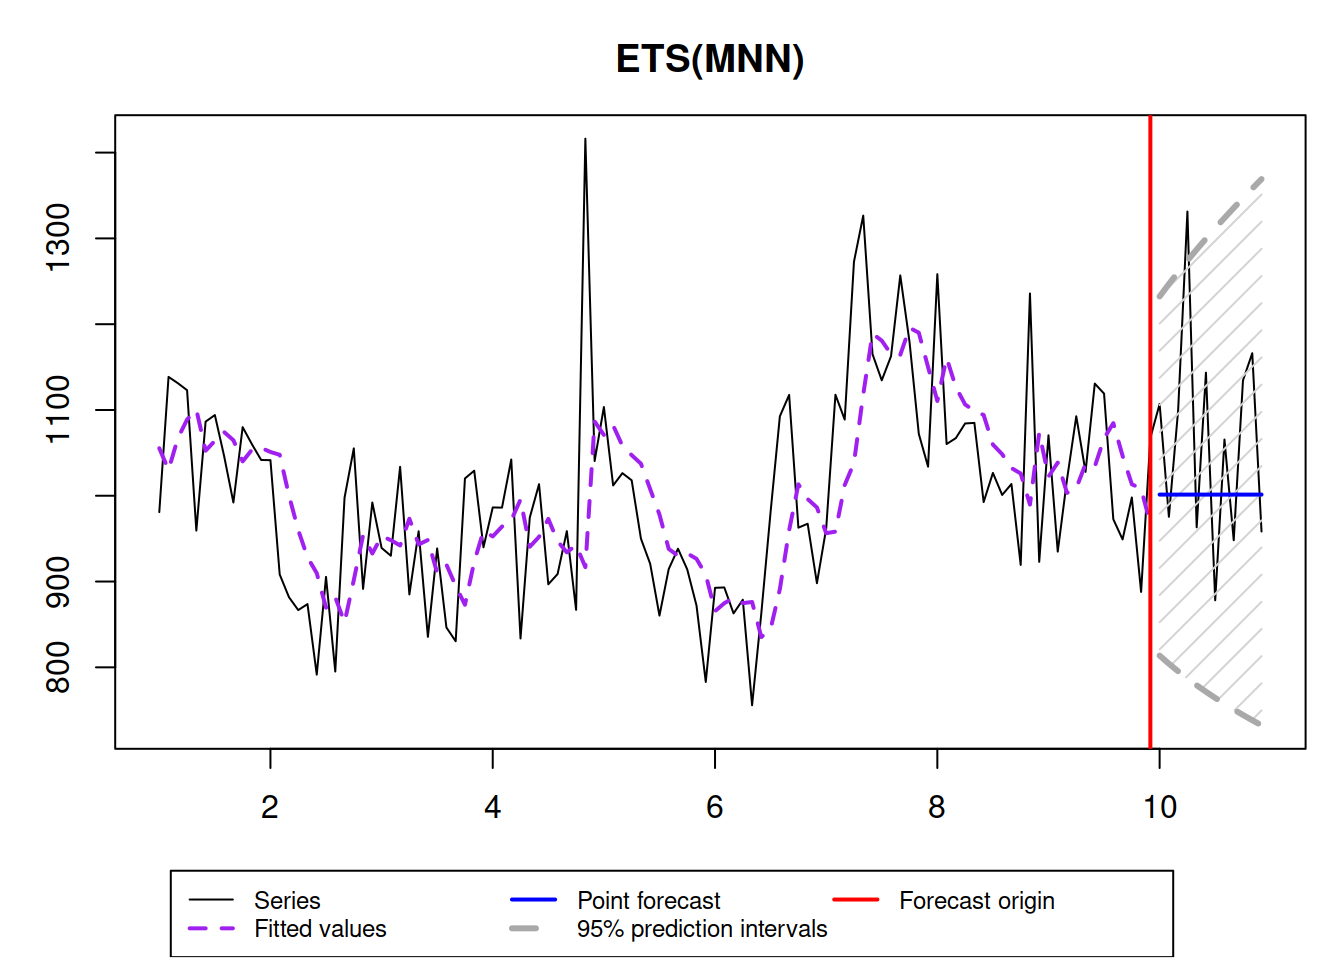 ETS(MNN)
1300
1100
900
800
2 4 6 8 10
Series Point forecast Forecast origin
Fitted values 95% prediction intervals